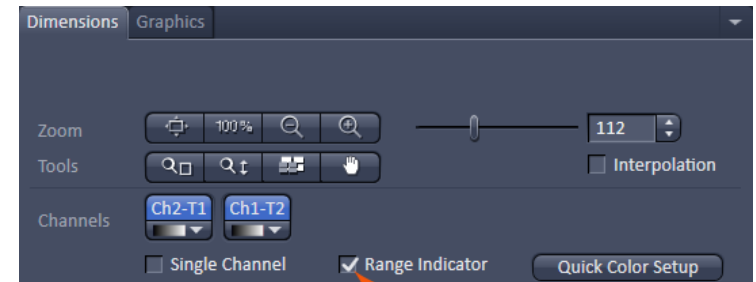 Dimensions Graphics
Zoom 100% 112
Tools Interpolation
Channels Ch2-T1 Ch1-T2
Single Channel Range Indicator Quick Color Setup